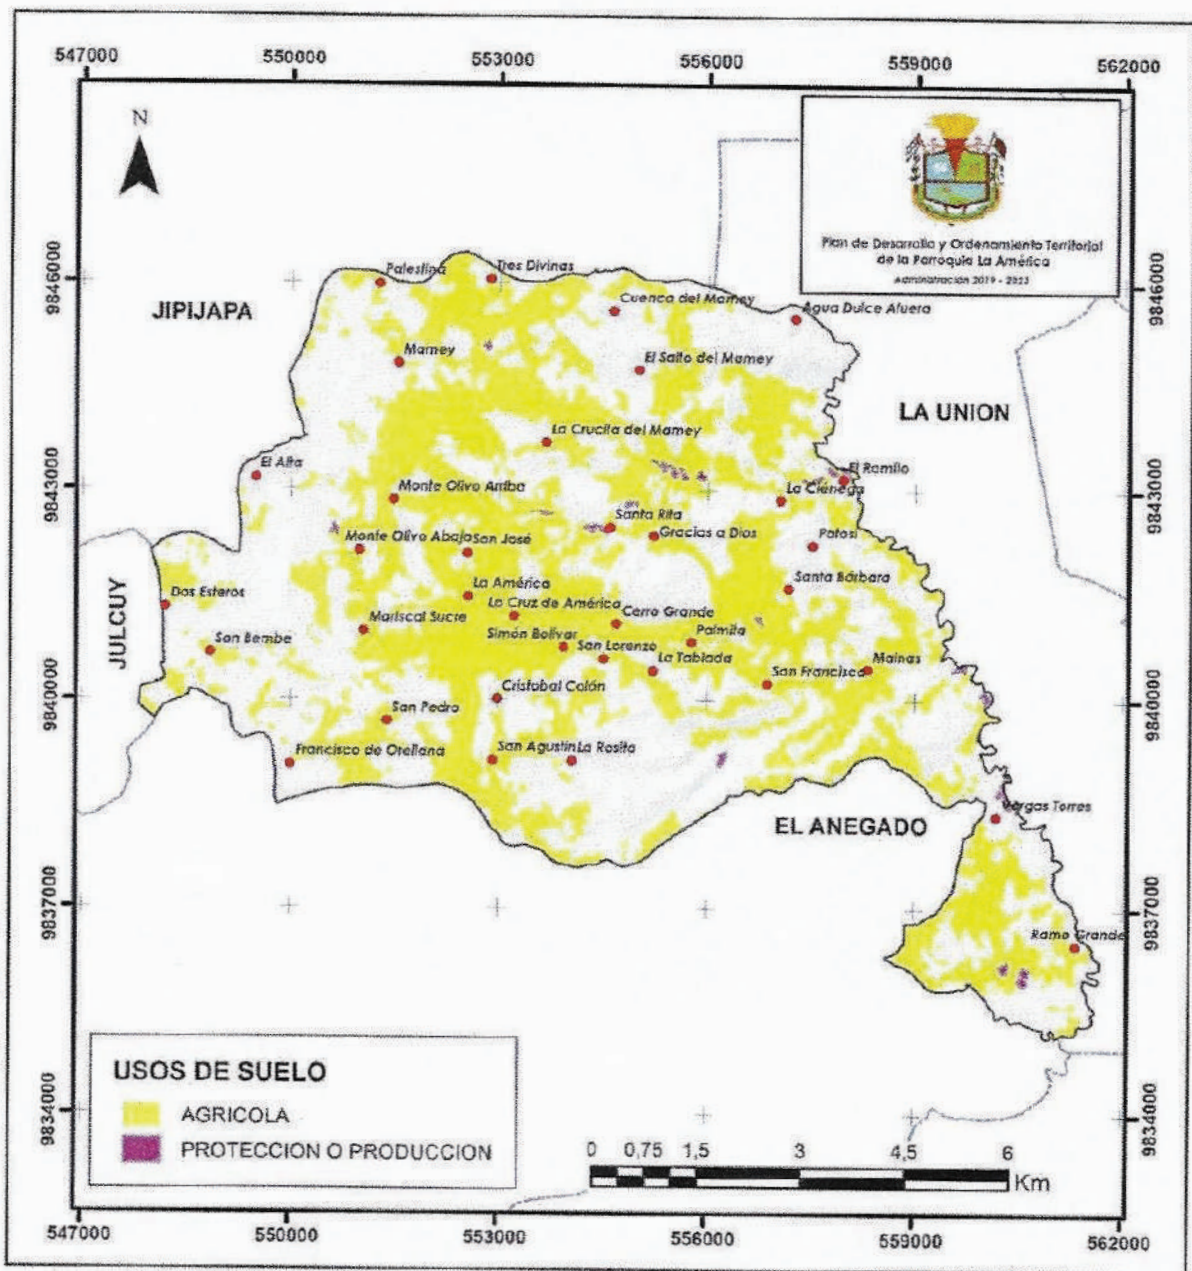 547000 550000 553000 556000 559000 562000
N
Plan de Desarrollo y Ordenamiento Territorial
de la Parroquia La América
Administración 2019 - 2023
9846000
9846000
Palestina
Tres Divinas
JIPIJAPA
Cuenca del Mamey
Agua Dulce Afuera
Mamey
El Salto del Mamey
LA UNION
La Crucita del Mamey
El Alta
El Ramito
9843000
9843000
Monte Olivo Arriba
La Ciénega
Santa Rita
Monte Olivo Abajo
San José
Gracias a Dios
Potosi
Dos Esteros
La América
Santa Bárbara
JULCUY
La Cruz de América
Mariscal Sucre
Cerro Grande
San Bembe
Simón Bolívar
San Lorenzo
Palmita
La Tablada
San Francisco
Mainas
9840000
9840000
Cristobal Colón
San Pedro
Francisco de Orellana
San Agustín
La Rosita
Vargas Torres
EL ANEGADO
9837000
9837000
Ramo Grande
USOS DE SUELO
AGRICOLA
PROTECCION O PRODUCCION
9834000
9834000
0 0,75 1,5 3 4,5 6
Km
547000 550000 553000 556000 559000 562000